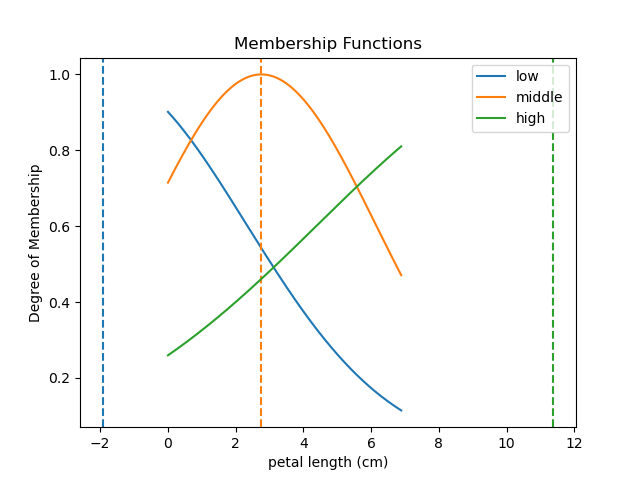 Membership Functions
low
middle
high
1.0
0.8
0.6
0.4
0.2
Degree of Membership
−2
0
2
4
6
8
10
12
petal length (cm)